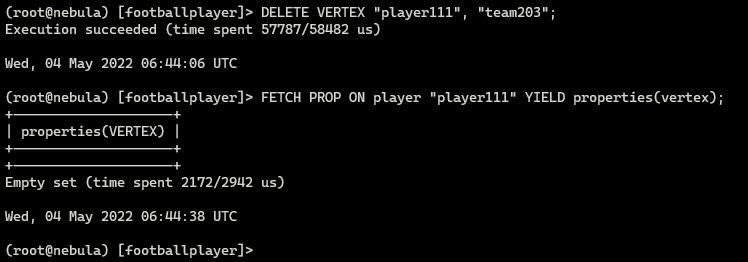 (root@nebula) [footballplayer]> DELETE VERTEX "player111", "team203";
Execution succeeded (time spent 57787/58482 us)
Wed, 04 May 2022 06:44:06 UTC
(root@nebula) [footballplayer]> FETCH PROP ON player "player111" YIELD properties(vertex);
+--------------------+
| properties(VERTEX) |
+--------------------+
+--------------------+
Empty set (time spent 2172/2942 us)
Wed, 04 May 2022 06:44:38 UTC
(root@nebula) [footballplayer]>